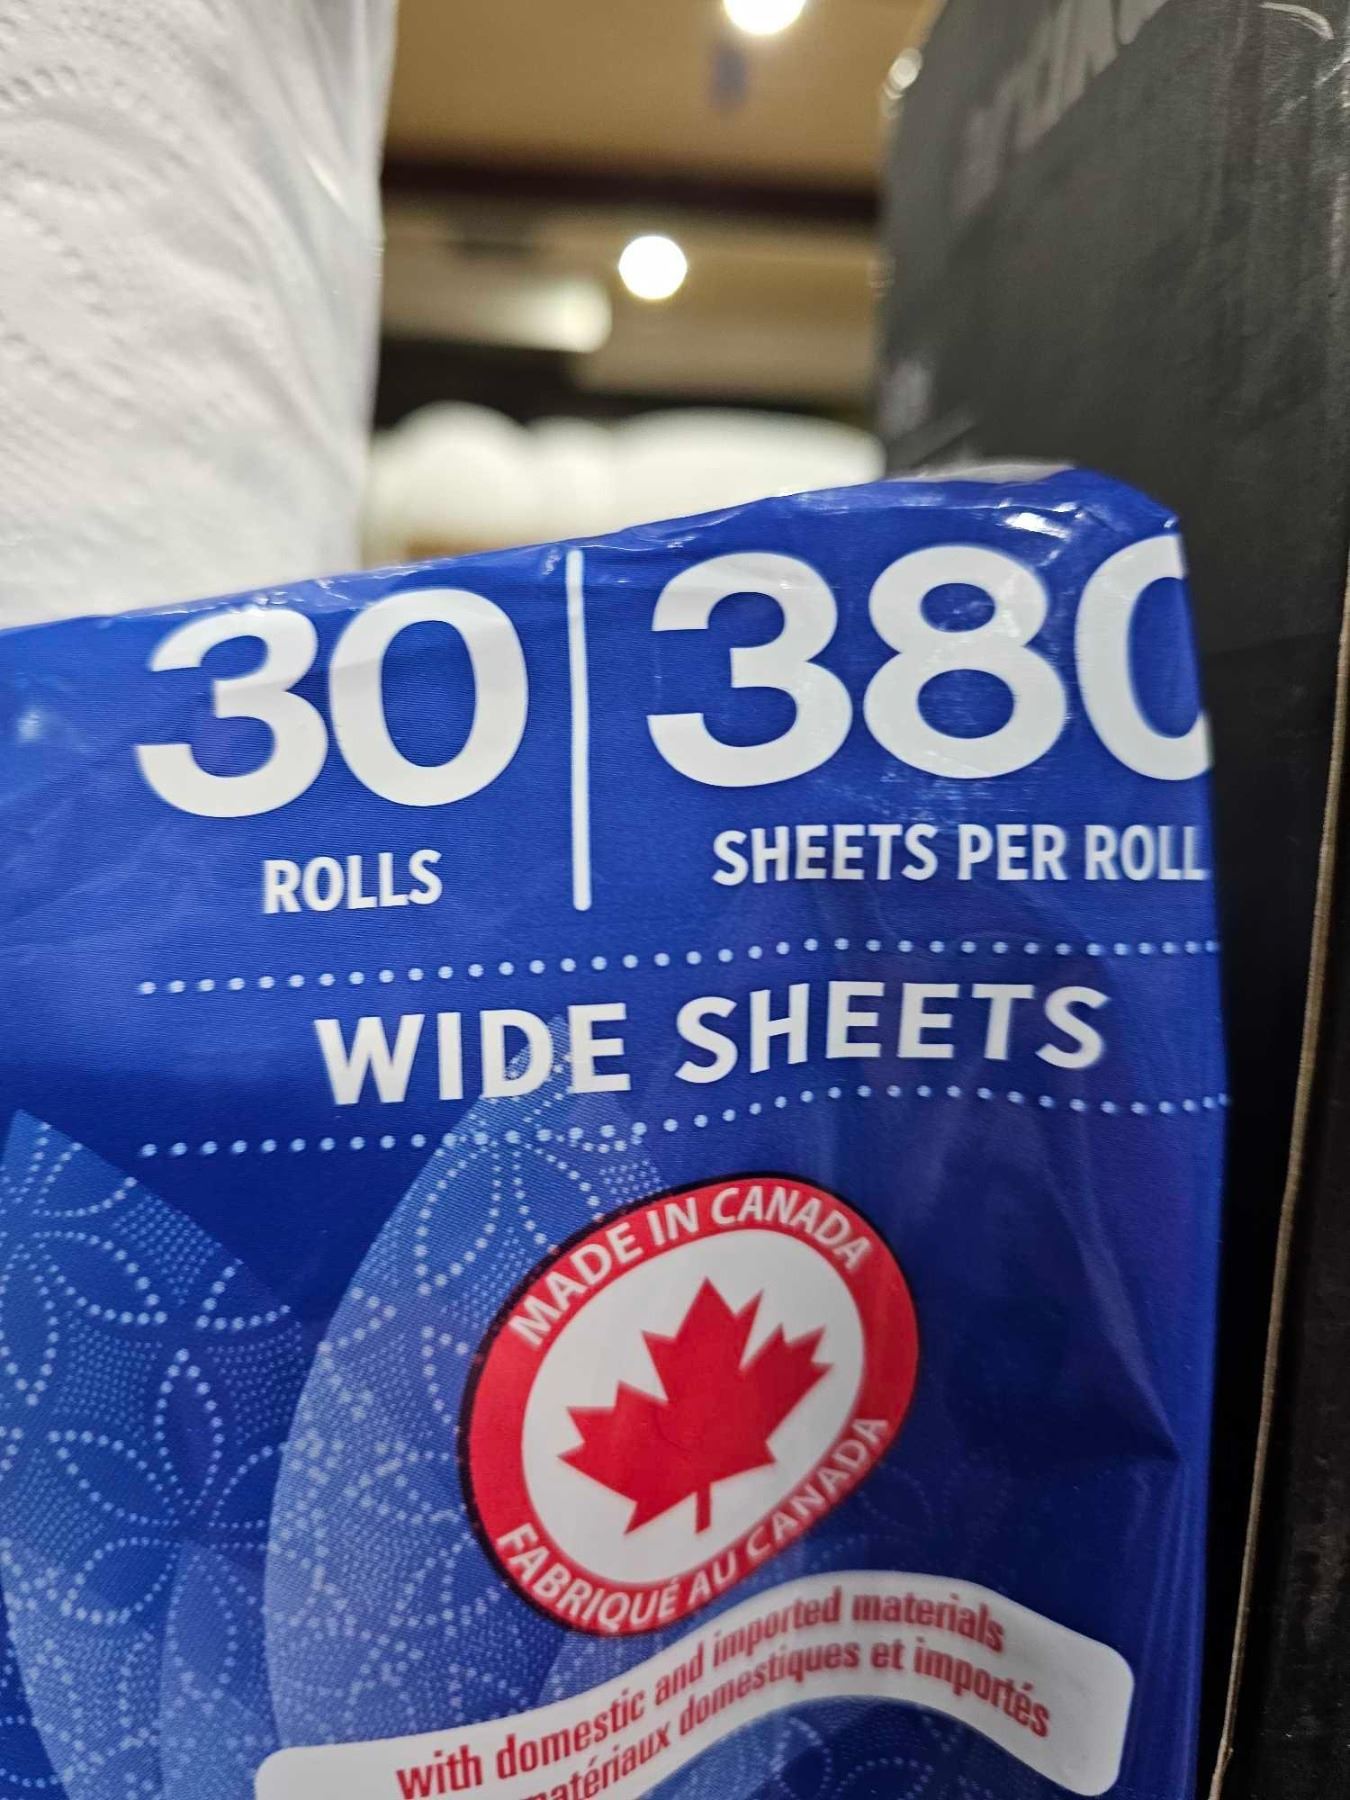 30
ROLLS
380
SHEETS PER ROLL
WIDE SHEETS
MADE IN CANADA
FABRIQUÉ AU CANADA
with domestic and imported materials
matériaux domestiques et importés